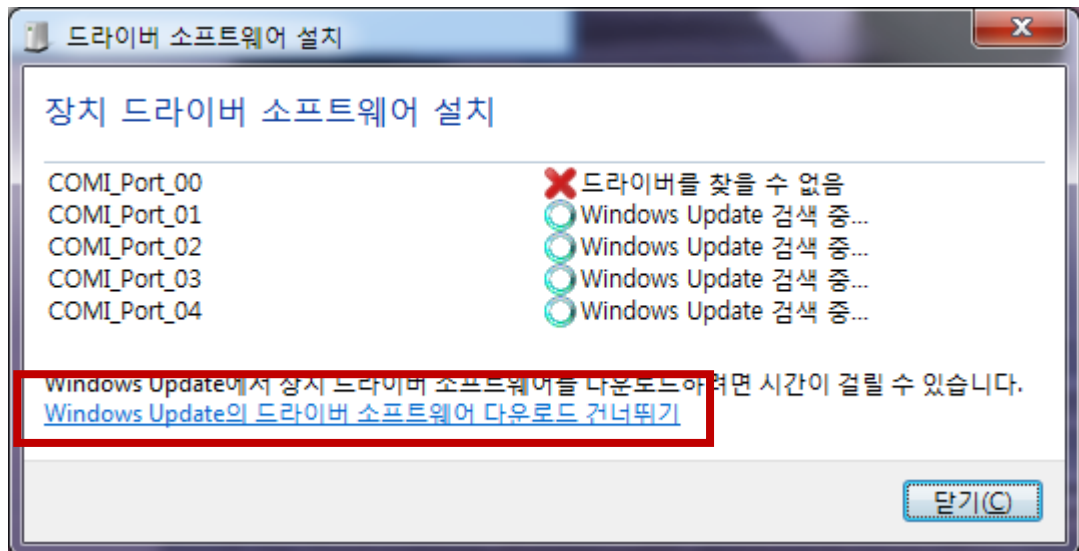 드라이버 소프트웨어 설치
장치 드라이버 소프트웨어 설치
COMI_Port_00 드라이버를 찾을 수 없음
COMI_Port_01 Windows Update 검색 중...
COMI_Port_02 Windows Update 검색 중...
COMI_Port_03 Windows Update 검색 중...
COMI_Port_04 Windows Update 검색 중...
Windows Update에서 장치 드라이버 소프트웨어를 다운로드하려면 시간이 걸릴 수 있습니다.
Windows Update의 드라이버 소프트웨어 다운로드 건너뛰기
닫기(C)